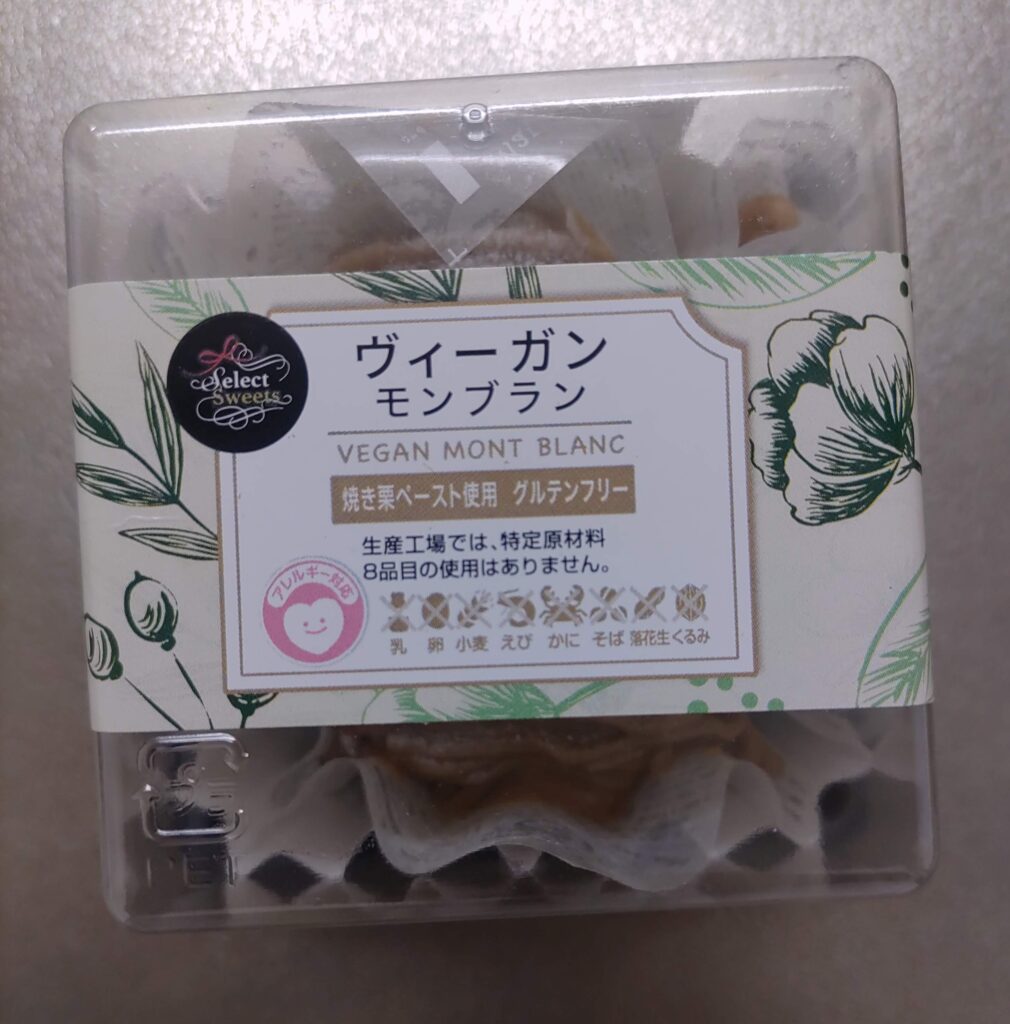 Select
Sweets
ヴィーガン
モンブラン
VEGAN MONT BLANC
焼き栗ペースト使用 グルテンフリー
生産工場では、特定原材料
8品目の使用はありません。
アレルギー対応
乳 卵 小麦 えび かに そば 落花生 くるみ